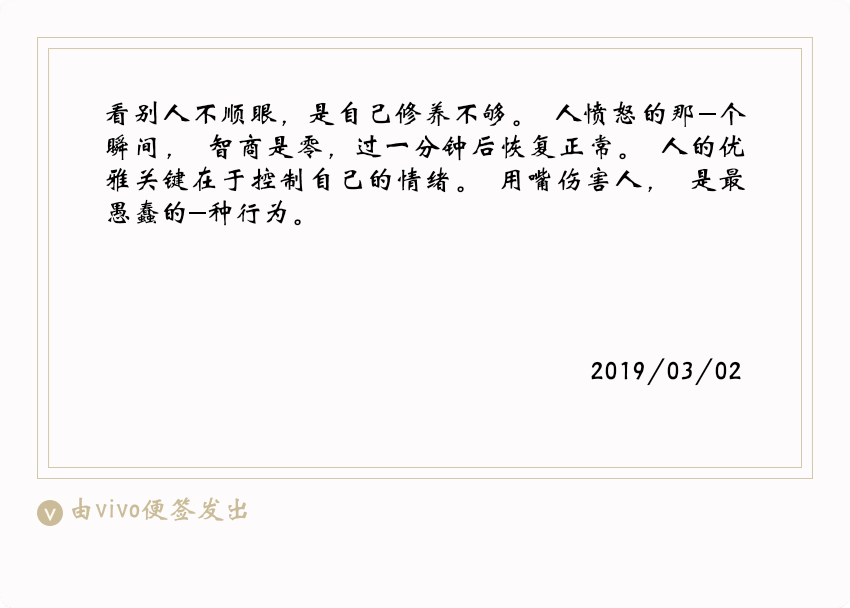 看别人不顺眼，是自己修养不够。 人愤怒的那一个
瞬间， 智商是零，过一分钟后恢复正常。 人的优
雅关键在于控制自己的情绪。 用嘴伤害人， 是最
愚蠢的一种行为。
2019/03/02
v 由vivo便签发出